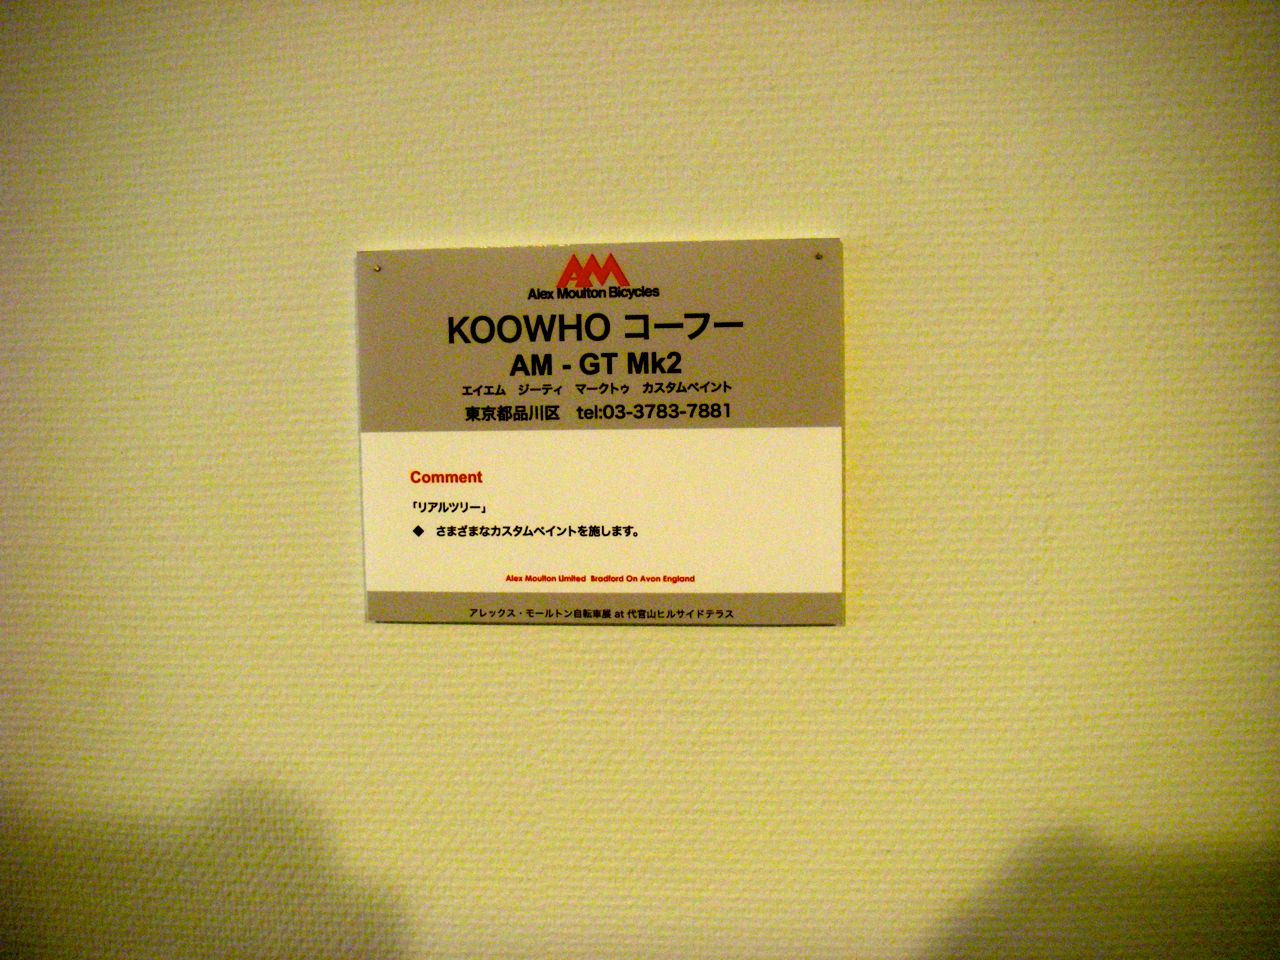 AM
Alex Moulton Bicycles
KOOWHO コーフー
AM - GT Mk2
エイエム ジーティ マークトゥ カスタムペイント
東京都品川区 tel:03-3783-7881
Comment
「リアルツリー」
◆ さまざまなカスタムペイントを施します。
Alex Moulton Limited Bradford On Avon England
アレックス・モールトン自転車展 at 代官山ヒルサイドテラス